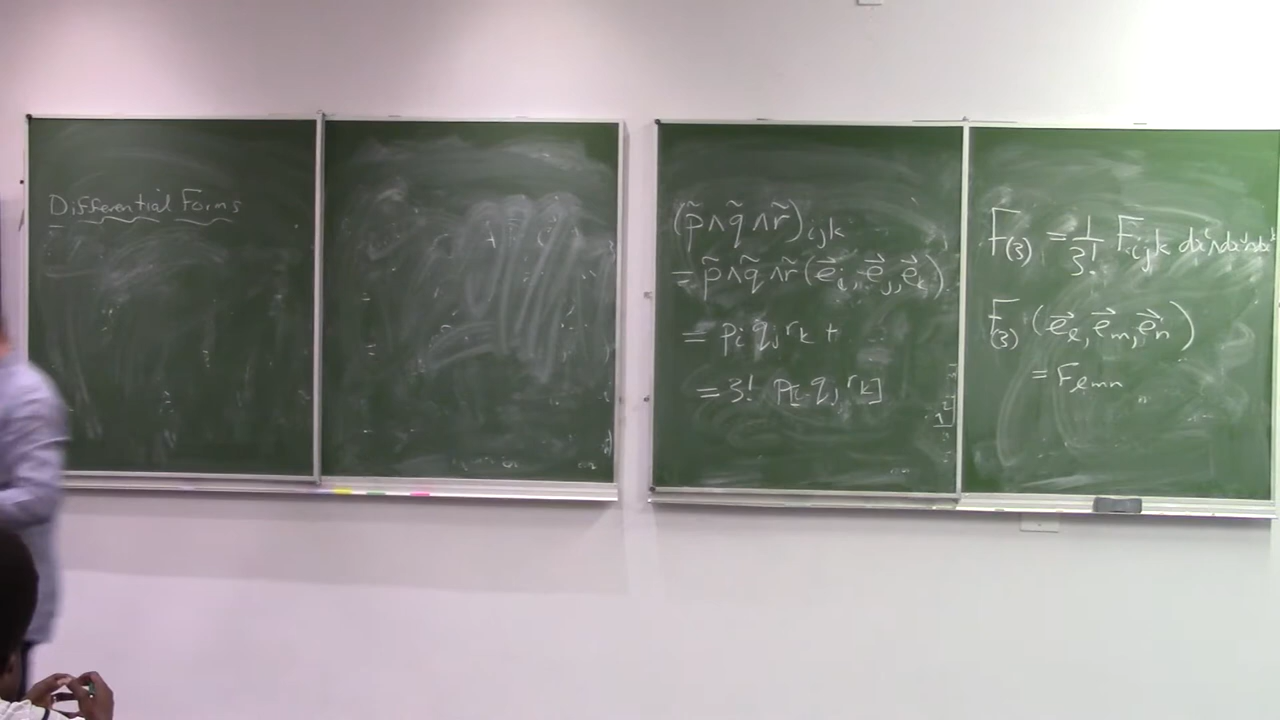 Differential Forms
(p̃∧q̃∧r̃)ᵢⱼₖ
= p̃∧q̃∧r̃ (e⃗ᵢ, e⃗ⱼ, e⃗ₖ)
= pᵢ qⱼ rₖ +
= 3! p[ᵢ qⱼ rₖ]
F₍₃₎ = 1/3! Fᵢⱼₖ dxⁱ∧dxʲ∧dxᵏ
F₍₃₎ (e⃗ₗ, e⃗ₘ, e⃗ₙ)
= Fₗₘₙ